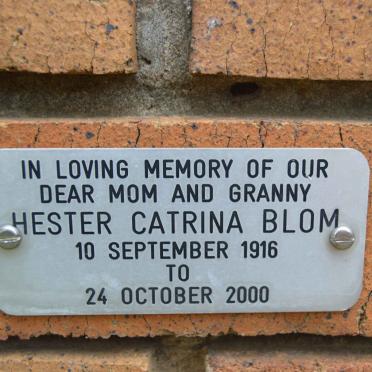 IN LOVING MEMORY OF OUR
DEAR MOM AND GRANNY
HESTER CATRINA BLOM
10 SEPTEMBER 1916
TO
24 OCTOBER 2000